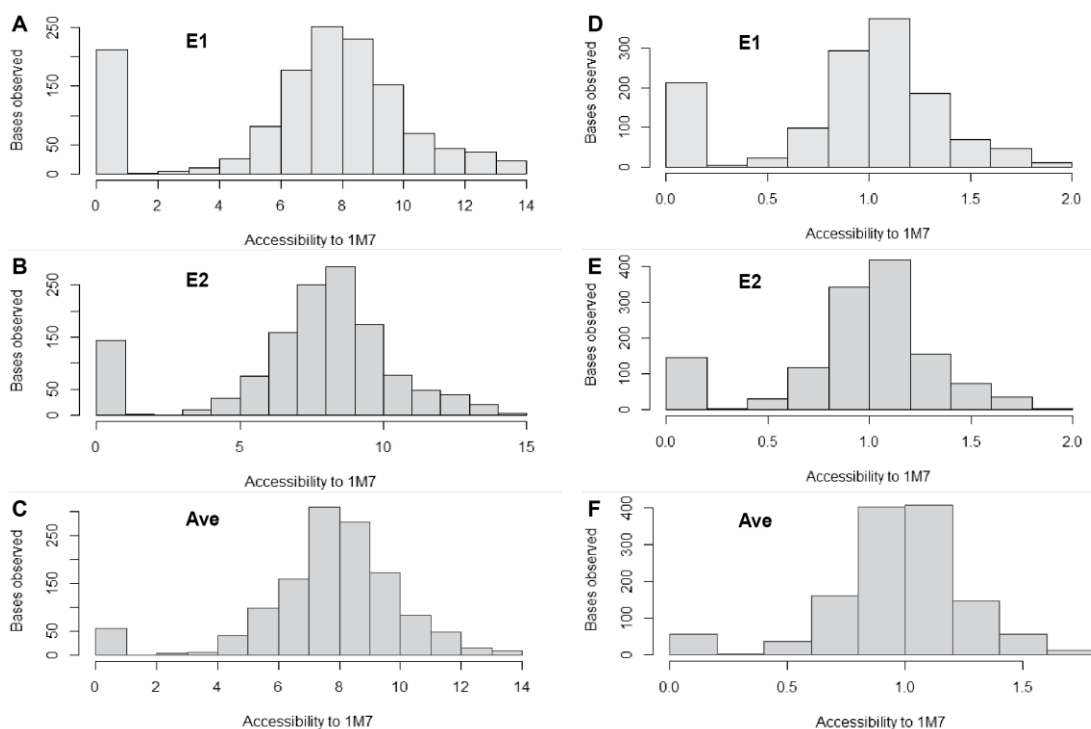 A
E1
Bases observed
250
150
50
0
0 2 4 6 8 10 12 14
Accessibility to 1M7
D
E1
Bases observed
300
200
100
0
0.0 0.5 1.0 1.5 2.0
Accessibility to 1M7
B
E2
Bases observed
250
150
50
0
0 5 10 15
Accessibility to 1M7
E
E2
Bases observed
400
300
200
100
0
0.0 0.5 1.0 1.5 2.0
Accessibility to 1M7
C
Ave
Bases observed
250
150
50
0
0 2 4 6 8 10 12 14
Accessibility to 1M7
F
Ave
Bases observed
400
300
200
100
0
0.0 0.5 1.0 1.5
Accessibility to 1M7